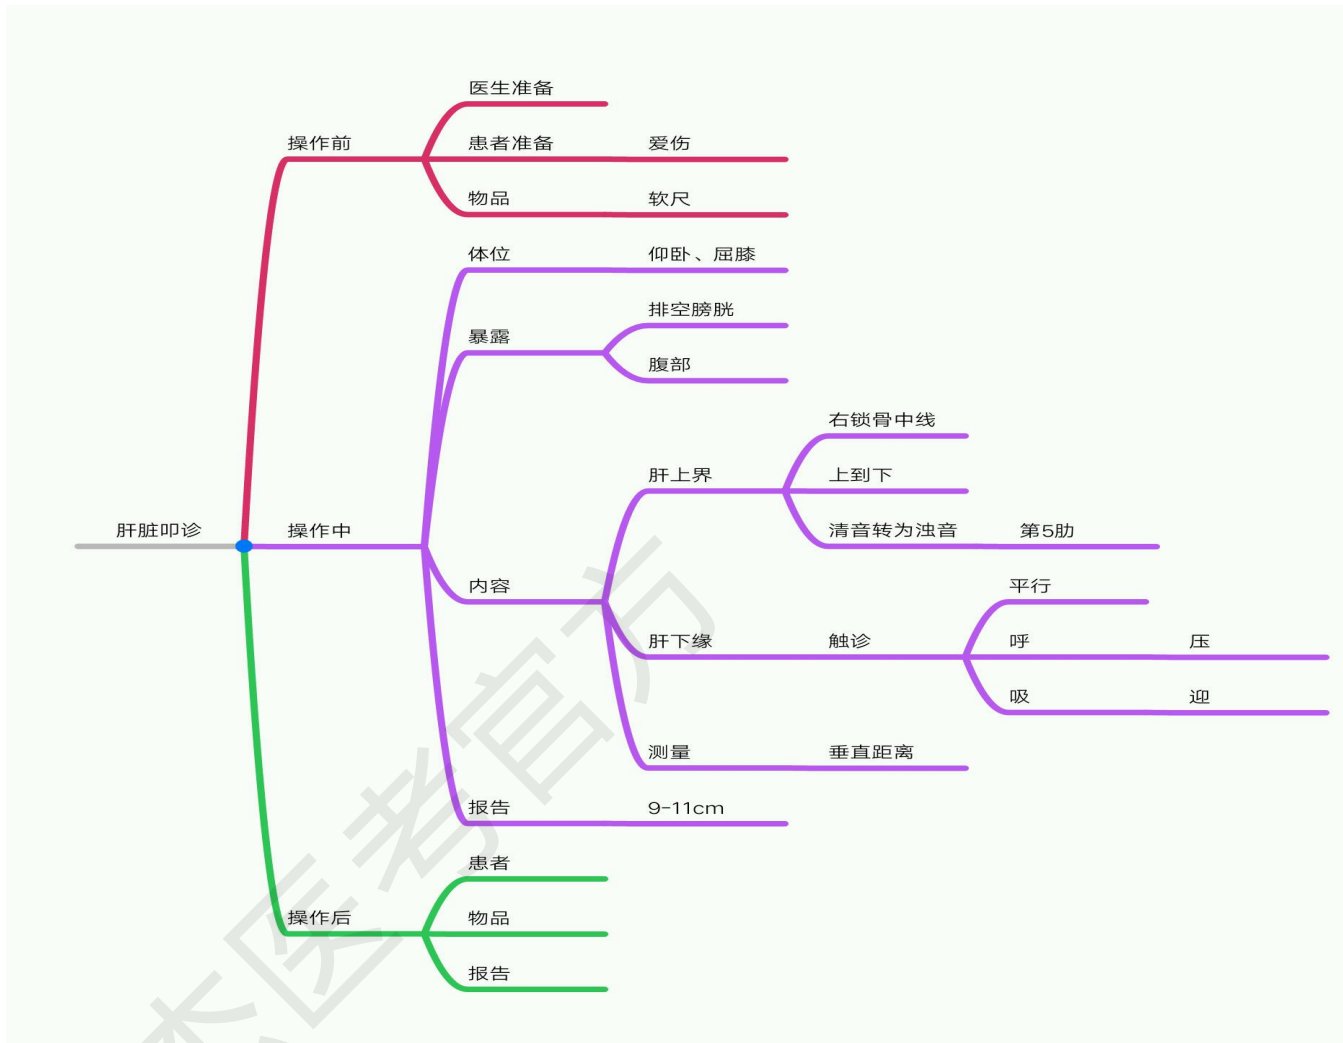 医生准备
操作前
患者准备
爱伤
物品
软尺
体位
仰卧、屈膝
暴露
排空膀胱
腹部
肝脏叩诊
操作中
内容
肝上界
右锁骨中线
上到下
清音转为浊音
第5肋
肝下缘
触诊
平行
呼
压
吸
迎
测量
垂直距离
报告
9-11cm
操作后
患者
物品
报告
医考官方